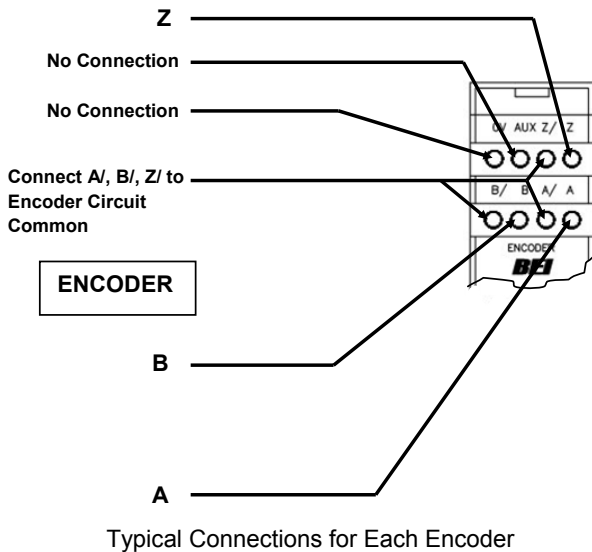 Z
No Connection
No Connection
0V AUX Z/ Z
Connect A/, B/, Z/ to
Encoder Circuit
Common
B/ B A/ A
ENCODER
BEI
ENCODER
B
A
Typical Connections for Each Encoder